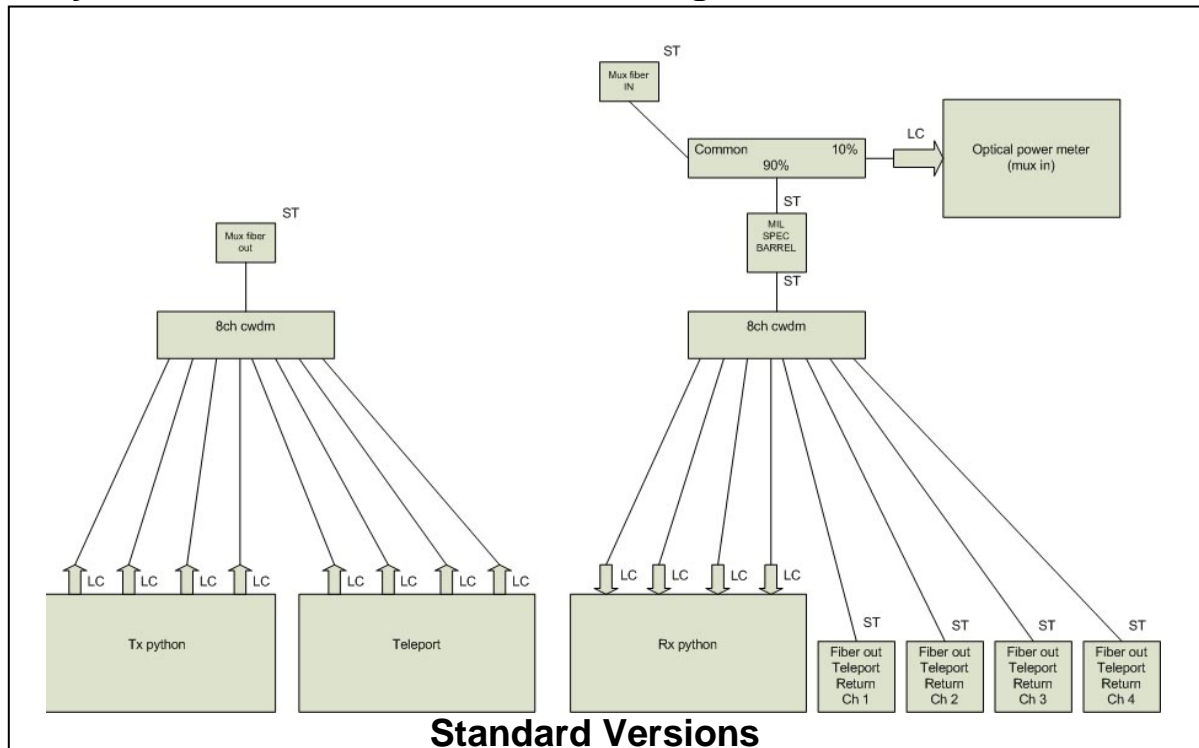 ST
Mux fiber
IN
Common 10%
90%
LC
Optical power meter
(mux in)
ST
MIL
SPEC
BARREL
ST
8ch cwdm
Rx python
LC LC LC LC
ST ST ST ST
Fiber out
Teleport
Return
Ch 1
Fiber out
Teleport
Return
Ch 2
Fiber out
Teleport
Return
Ch 3
Fiber out
Teleport
Return
Ch 4
ST
Mux fiber
out
8ch cwdm
LC LC LC LC LC LC LC LC
Tx python
Teleport
Standard Versions